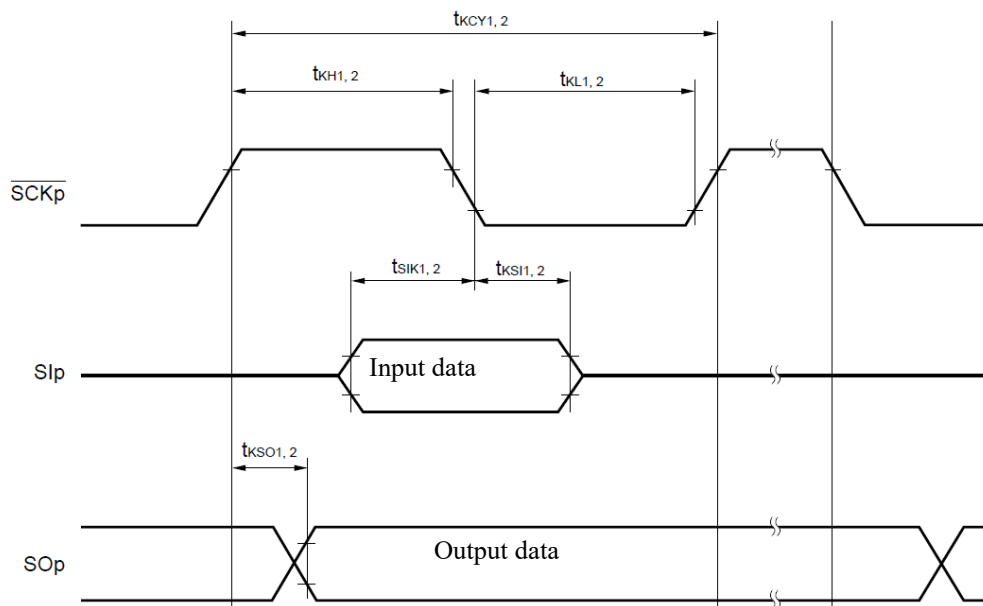 tKCY1, 2
tKH1, 2
tKL1, 2
SCKp
tSIK1, 2
tKSI1, 2
SIp
Input data
tKSO1, 2
SOp
Output data